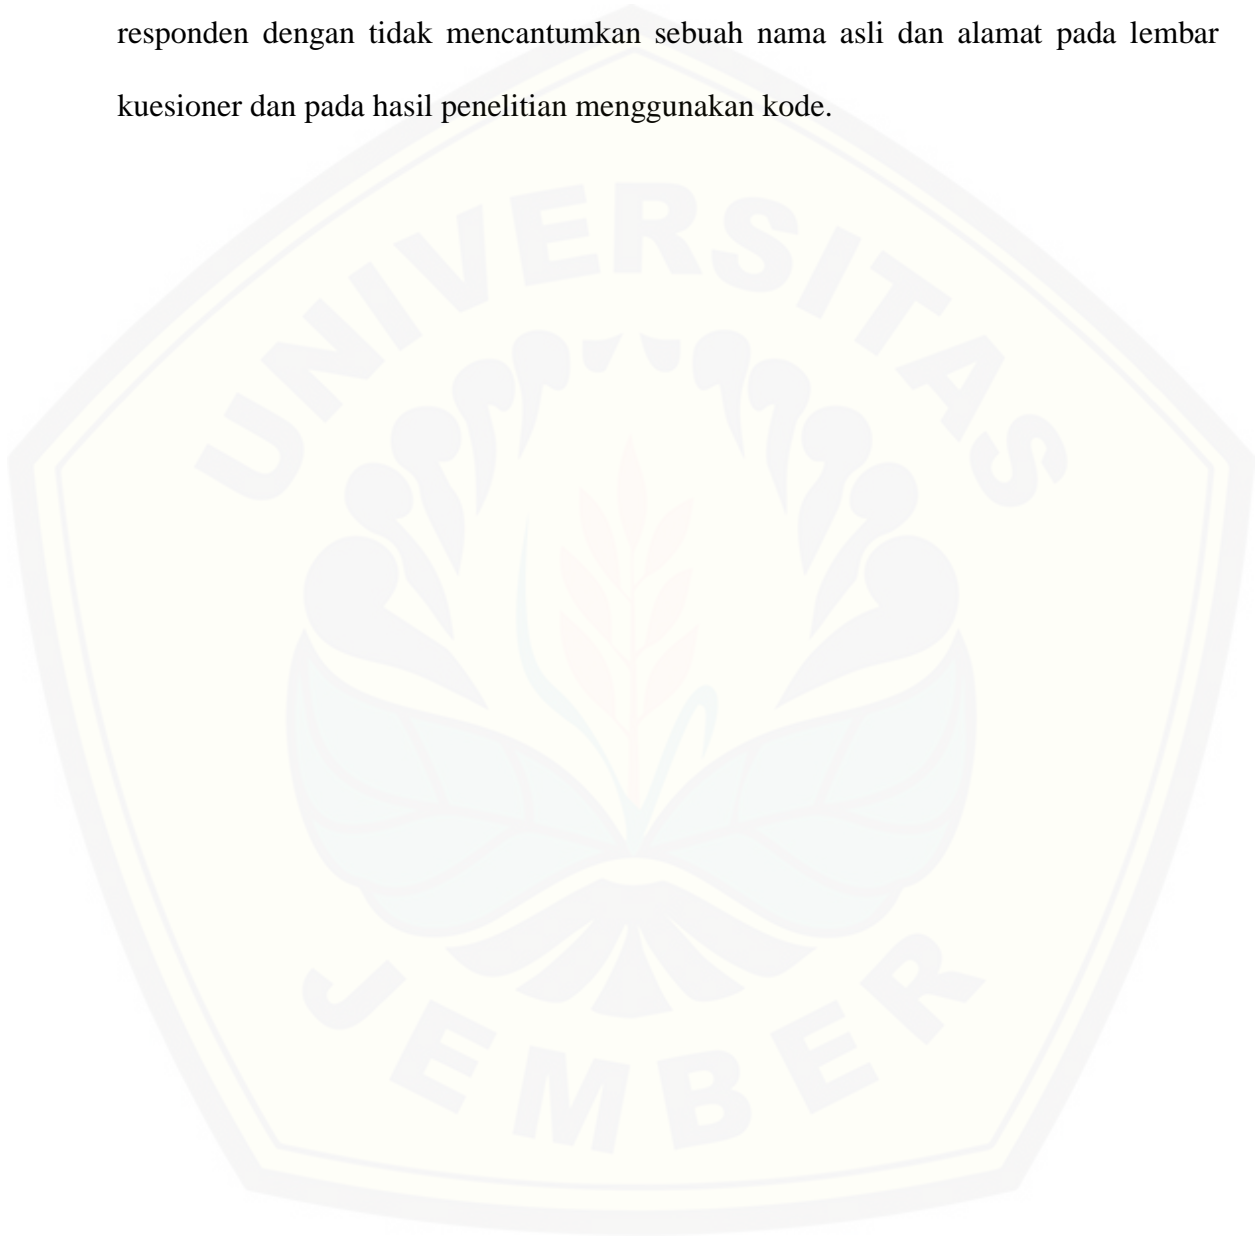 responden dengan tidak mencantumkan sebuah nama asli dan alamat pada lembar
kuesioner dan pada hasil penelitian menggunakan kode.
UNIVERSITAS
JEMBER